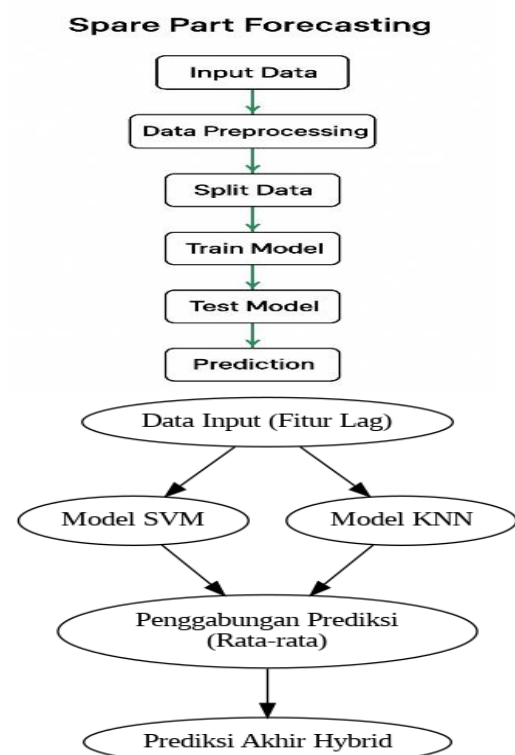 Spare Part Forecasting
Input Data
Data Preprocessing
Split Data
Train Model
Test Model
Prediction
Data Input (Fitur Lag)
Model SVM
Model KNN
Penggabungan Prediksi
(Rata-rata)
Prediksi Akhir Hybrid